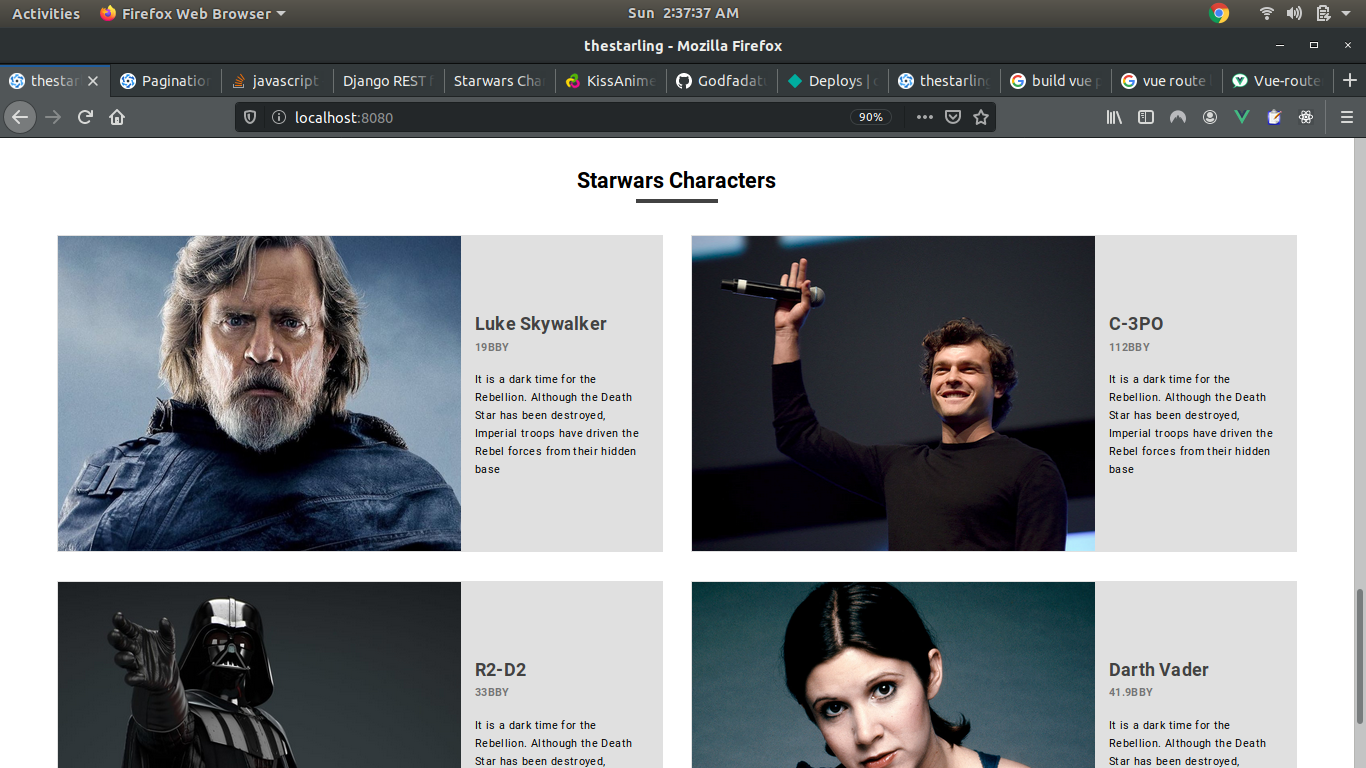 Activities Firefox Web Browser Sun 2:37:37 AM
thestarling - Mozilla Firefox
thestar Paginatio javascript Django REST f Starwars Cha KissAnime Godfadat Deploys | c thestarling build vue p vue route Vue-route
localhost:8080 90%
Starwars Characters
Luke Skywalker
19BBY
It is a dark time for the
Rebellion. Although the Death
Star has been destroyed,
Imperial troops have driven the
Rebel forces from their hidden
base
C-3PO
112BBY
It is a dark time for the
Rebellion. Although the Death
Star has been destroyed,
Imperial troops have driven the
Rebel forces from their hidden
base
R2-D2
33BBY
It is a dark time for the
Rebellion. Although the Death
Star has been destroyed,
Darth Vader
41.9BBY
It is a dark time for the
Rebellion. Although the Death
Star has been destroyed,